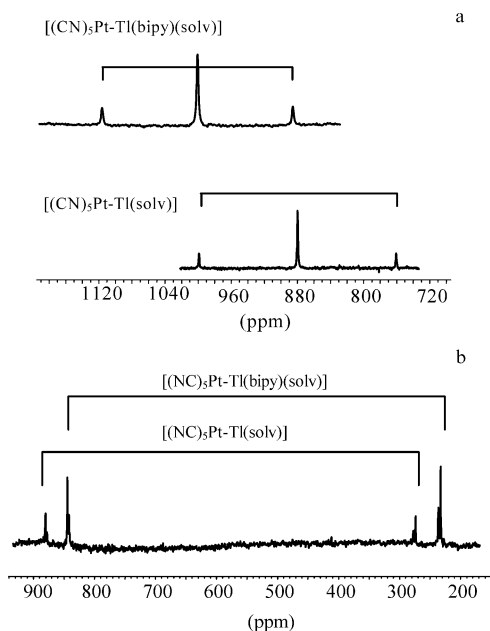 a
[(CN)₅Pt-Tl(bipy)(solv)]
[(CN)₅Pt-Tl(solv)]
1120 1040 960 880 800 720
(ppm)
b
[(NC)₅Pt-Tl(bipy)(solv)]
[(NC)₅Pt-Tl(solv)]
900 800 700 600 500 400 300 200
(ppm)